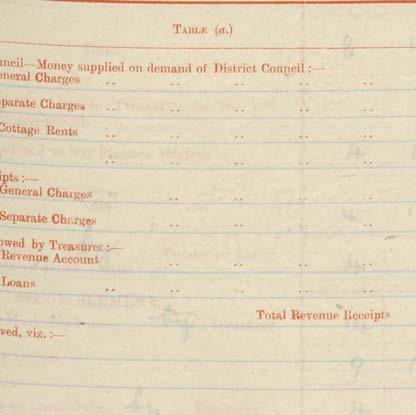 TABLE (a.)
uncil—Money supplied on demand of District Council :—
eneral Charges .. .. .. .. ..
parate Charges .. .. .. .. ..
Cottage Rents .. .. .. .. ..
.. .. .. .. ..
ipts :—
General Charges .. .. .. ..
Separate Charges .. .. .. ..
owed by Treasurer :—
Revenue Account .. .. .. ..
Loans .. .. .. .. ..
Total Revenue Receipts
ved, viz. :—